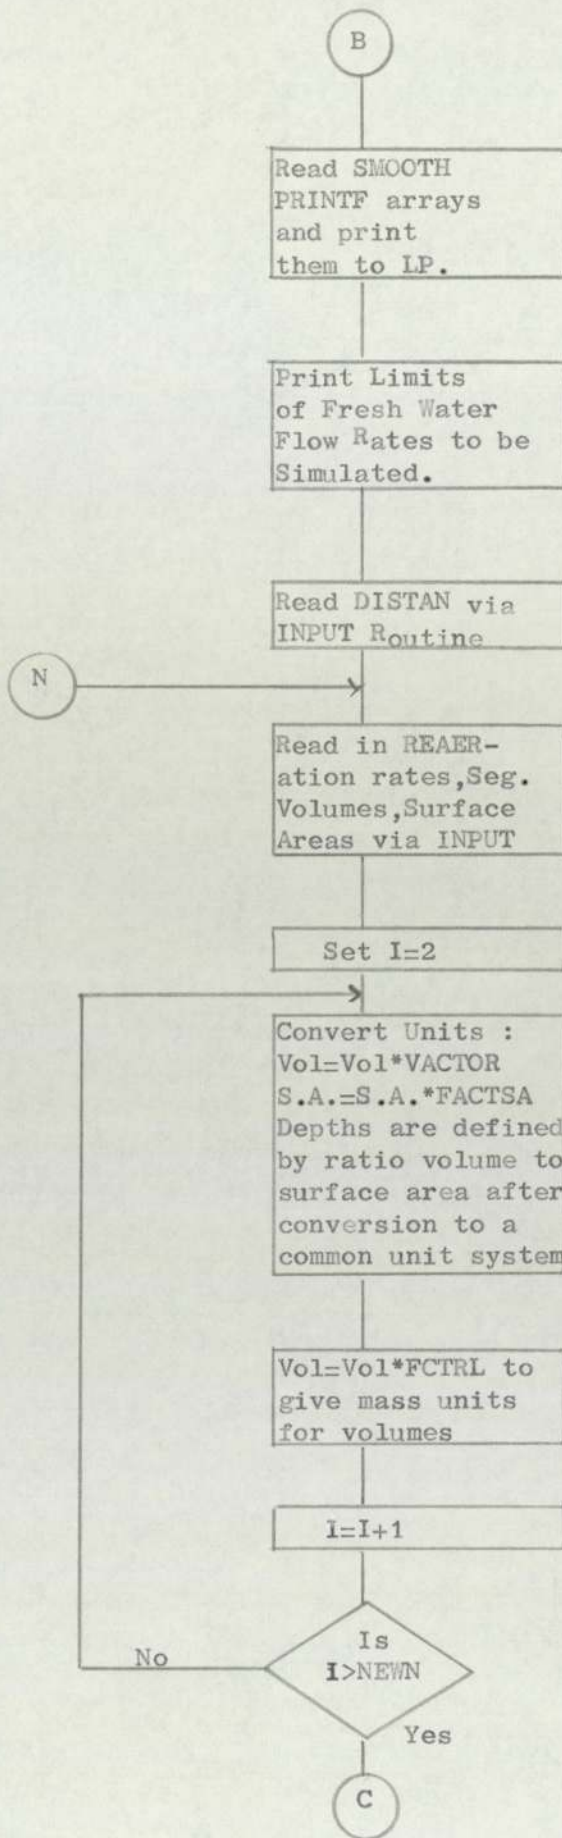 B
Read SMOOTH
PRINTF arrays
and print
them to LP.
Print Limits
of Fresh Water
Flow Rates to be
Simulated.
Read DISTAN via
INPUT Routine
N
Read in REAER-
ation rates,Seg.
Volumes,Surface
Areas via INPUT
Set I=2
Convert Units :
Vol=Vol*VACTOR
S.A.=S.A.*FACTSA
Depths are defined
by ratio volume to
surface area after
conversion to a
common unit system
Vol=Vol*FCTRL to
give mass units
for volumes
I=I+1
Is
I>NEWN
No
Yes
C